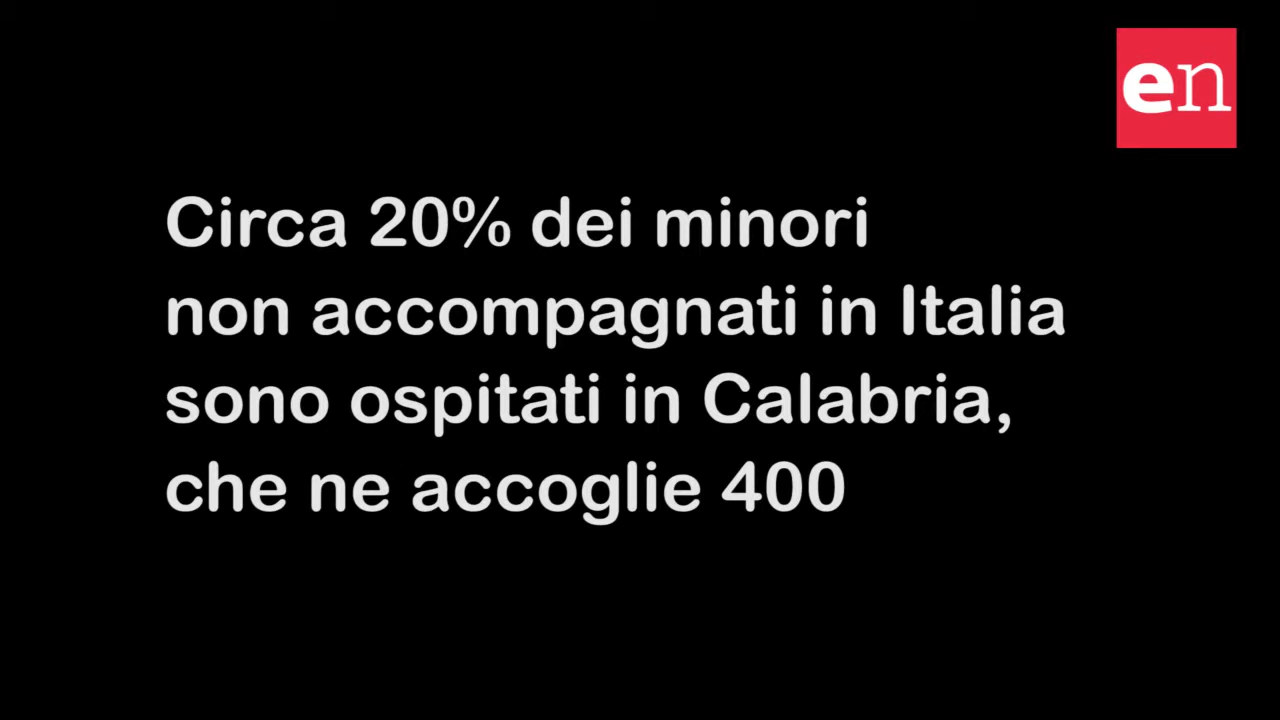 en
Circa 20% dei minori
non accompagnati in Italia
sono ospitati in Calabria,
che ne accoglie 400